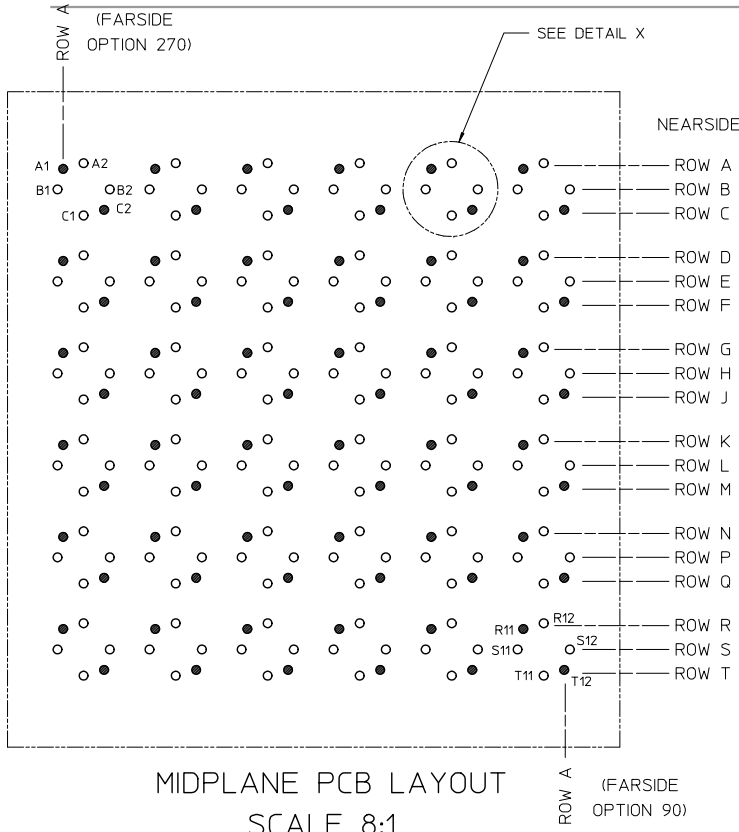 ROW A
(FARSIDE
OPTION 270)
SEE DETAIL X
NEARSIDE
A1
A2
ROW A
B1
B2
ROW B
C1
C2
ROW C
ROW D
ROW E
ROW F
ROW G
ROW H
ROW J
ROW K
ROW L
ROW M
ROW N
ROW P
ROW Q
R11
R12
ROW R
S11
S12
ROW S
T11
T12
ROW T
ROW A
(FARSIDE
OPTION 90)
MIDPLANE PCB LAYOUT
SCALE 8:1